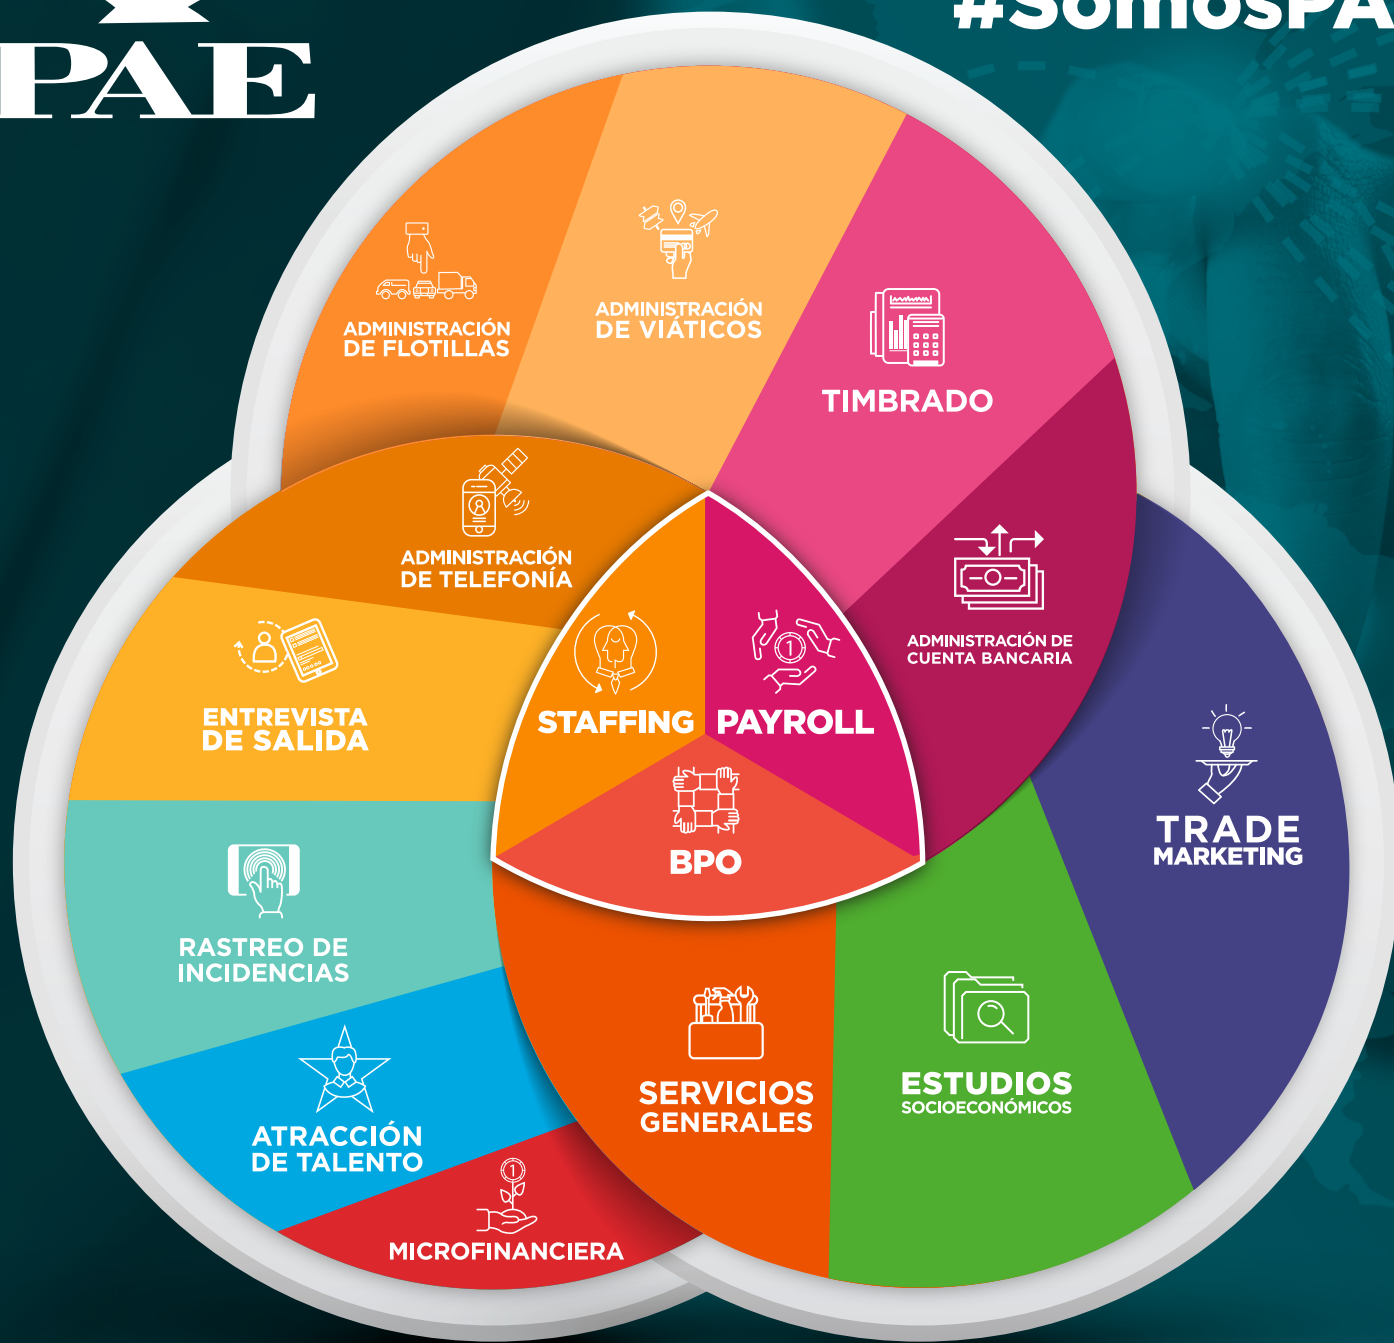 PAE
#SomosPA
ADMINISTRACIÓN
DE FLOTILLAS
ADMINISTRACIÓN
DE VIÁTICOS
TIMBRADO
ADMINISTRACIÓN
DE TELEFONÍA
ADMINISTRACIÓN DE
CUENTA BANCARIA
ENTREVISTA
DE SALIDA
STAFFING
PAYROLL
BPO
TRADE
MARKETING
RASTREO DE
INCIDENCIAS
SERVICIOS
GENERALES
ESTUDIOS
SOCIOECONÓMICOS
ATRACCIÓN
DE TALENTO
MICROFINANCIERA